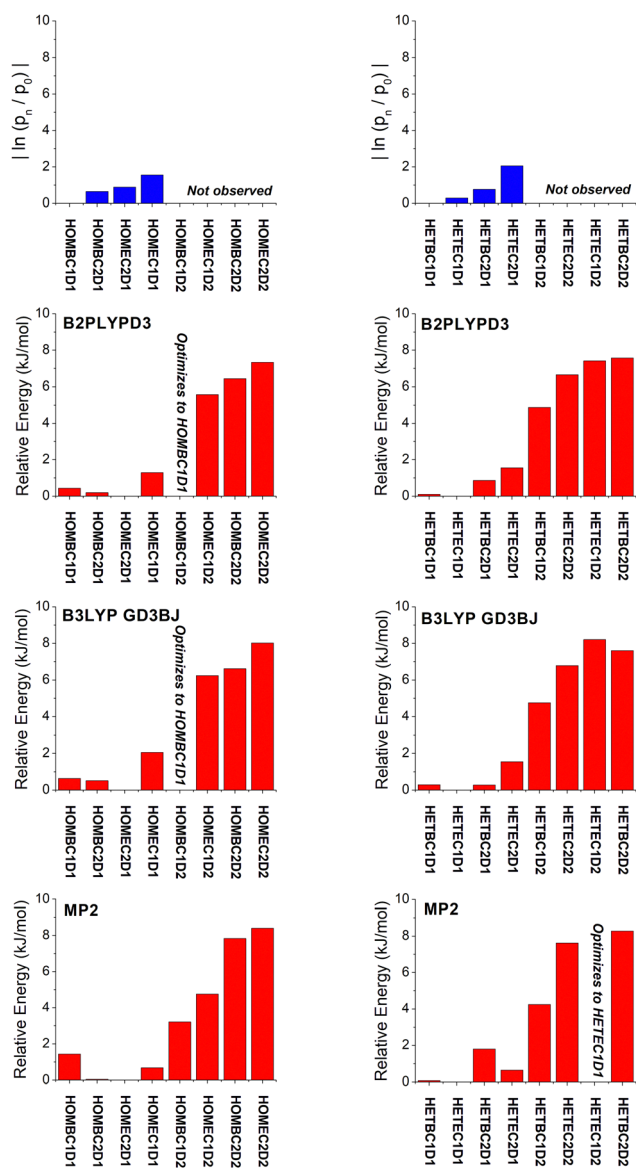 10
8
6
4
2
0
| ln (pn / p0) |
Not observed
HOMBC1D1
HOMBC2D1
HOMEC2D1
HOMEC1D1
HOMBC1D2
HOMEC1D2
HOMBC2D2
HOMEC2D2
10
8
6
4
2
0
| ln (pn / p0) |
Not observed
HETBC1D1
HETEC1D1
HETBC2D1
HETEC2D1
HETBC1D2
HETEC2D2
HETEC1D2
HETBC2D2
B2PLYPD3
10
8
6
4
2
0
Relative Energy (kJ/mol)
Optimizes to HOMBC1D1
HOMBC1D1
HOMBC2D1
HOMEC2D1
HOMEC1D1
HOMBC1D2
HOMEC1D2
HOMBC2D2
HOMEC2D2
B2PLYPD3
10
8
6
4
2
0
Relative Energy (kJ/mol)
HETBC1D1
HETEC1D1
HETBC2D1
HETEC2D1
HETBC1D2
HETEC2D2
HETEC1D2
HETBC2D2
B3LYP GD3BJ
10
8
6
4
2
0
Relative Energy (kJ/mol)
Optimizes to HOMBC1D1
HOMBC1D1
HOMBC2D1
HOMEC2D1
HOMEC1D1
HOMBC1D2
HOMEC1D2
HOMBC2D2
HOMEC2D2
B3LYP GD3BJ
10
8
6
4
2
0
Relative Energy (kJ/mol)
HETBC1D1
HETEC1D1
HETBC2D1
HETEC2D1
HETBC1D2
HETEC2D2
HETEC1D2
HETBC2D2
MP2
10
8
6
4
2
0
Relative Energy (kJ/mol)
HOMBC1D1
HOMBC2D1
HOMEC2D1
HOMEC1D1
HOMBC1D2
HOMEC1D2
HOMBC2D2
HOMEC2D2
MP2
10
8
6
4
2
0
Relative Energy (kJ/mol)
Optimizes to HETEC1D1
HETBC1D1
HETEC1D1
HETBC2D1
HETEC2D1
HETBC1D2
HETEC2D2
HETEC1D2
HETBC2D2